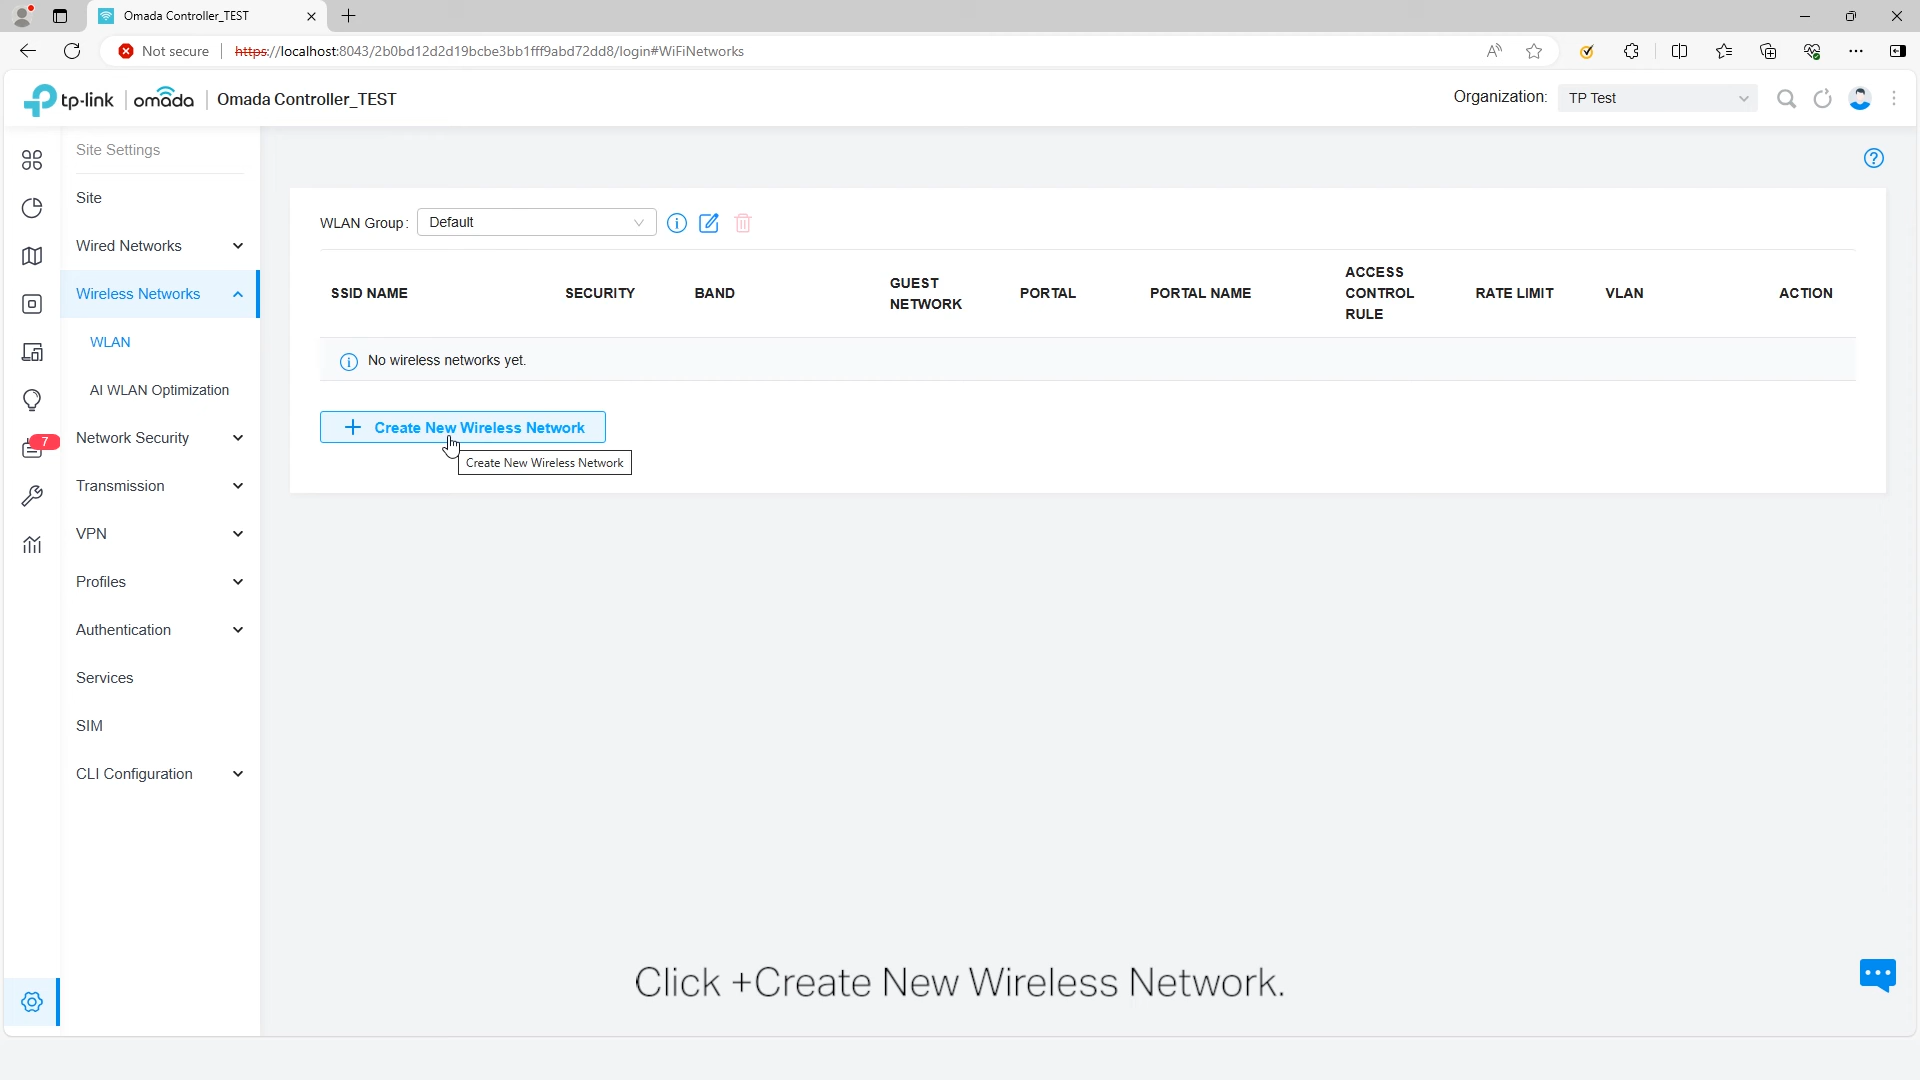 Omada Controller_TEST
Not secure
https://localhost:8043/2b0bd12d2d19bcbe3bb1fff9abd72dd8/login#WiFiNetworks
tp-link omada Omada Controller_TEST
Organization: TP Test
Site Settings
Site
Wired Networks
Wireless Networks
WLAN
AI WLAN Optimization
7
Network Security
Transmission
VPN
Profiles
Authentication
Services
SIM
CLI Configuration
WLAN Group: Default
SSID NAME SECURITY BAND GUEST NETWORK PORTAL PORTAL NAME ACCESS CONTROL RULE RATE LIMIT VLAN ACTION
No wireless networks yet.
Create New Wireless Network
Create New Wireless Network
Click +Create New Wireless Network.